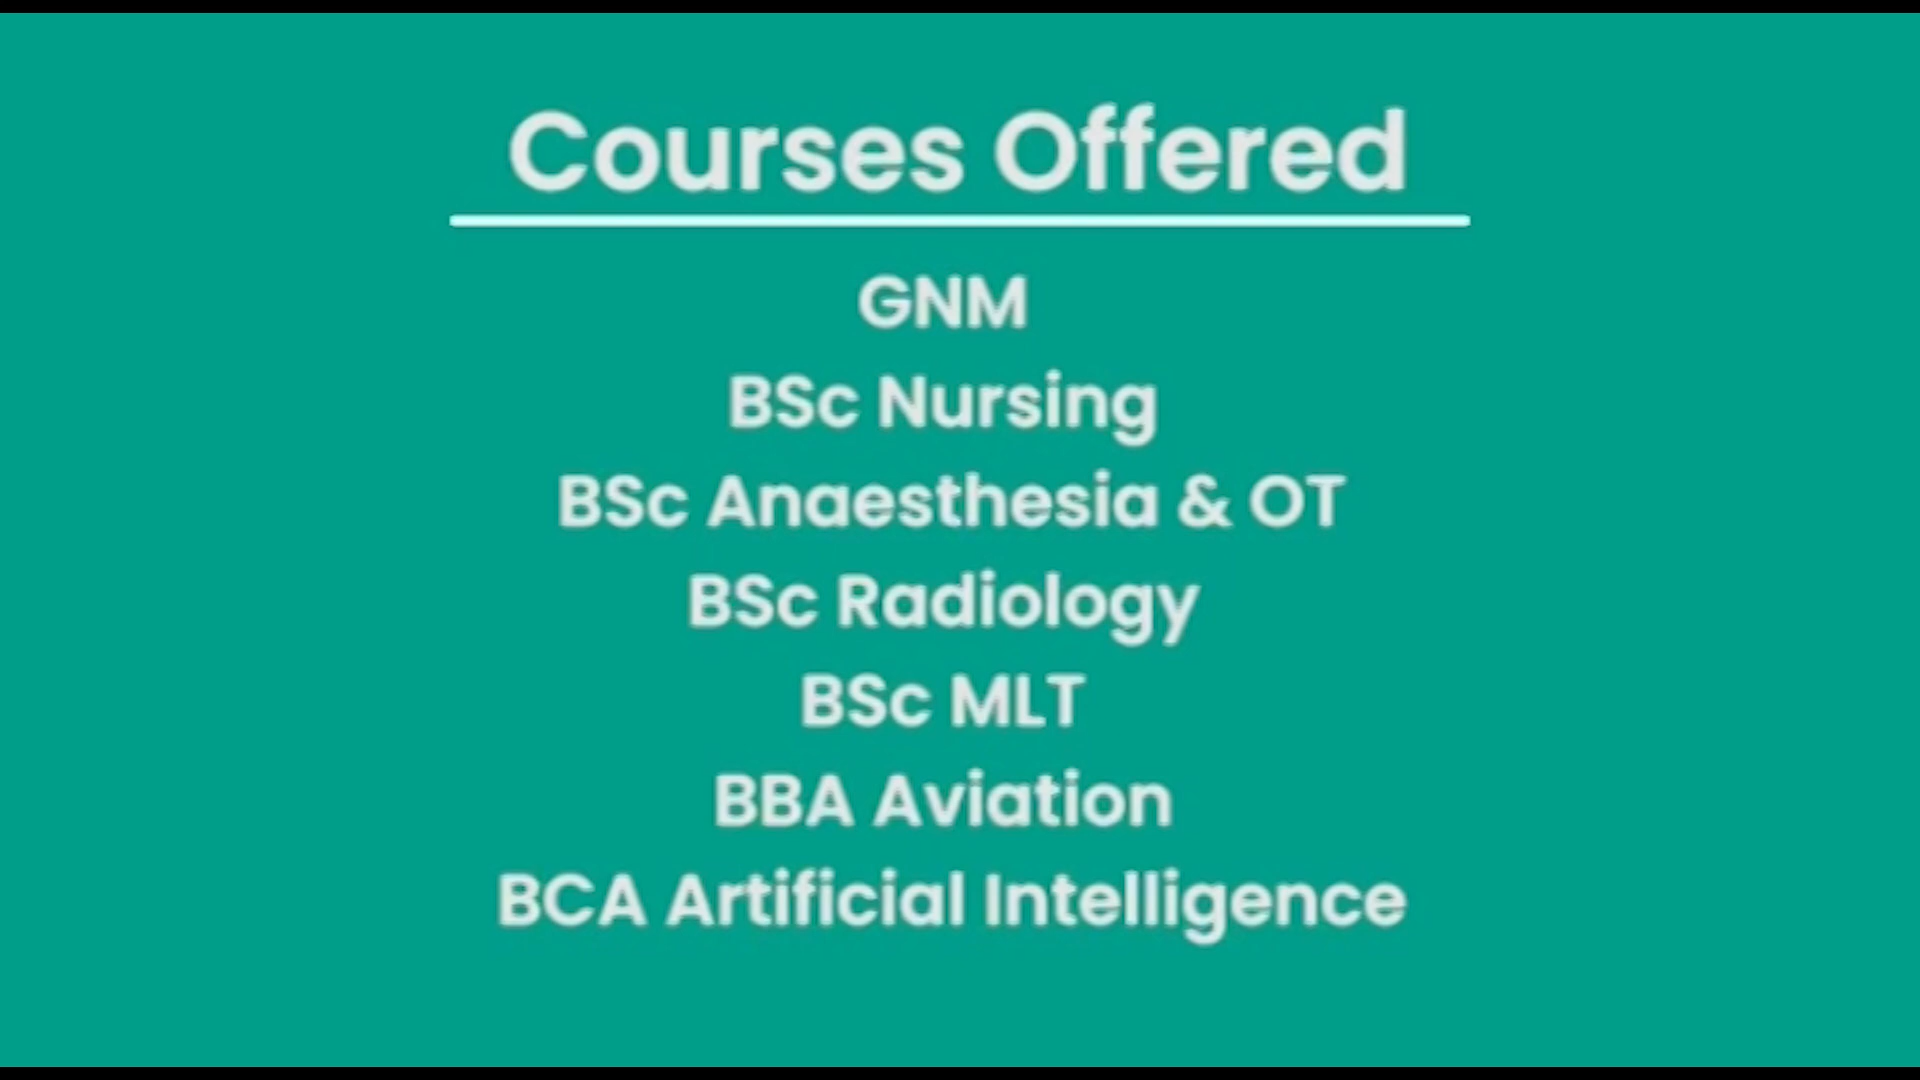 Courses Offered
GNM
BSc Nursing
BSc Anaesthesia & OT
BSc Radiology
BSc MLT
BBA Aviation
BCA Artificial Intelligence